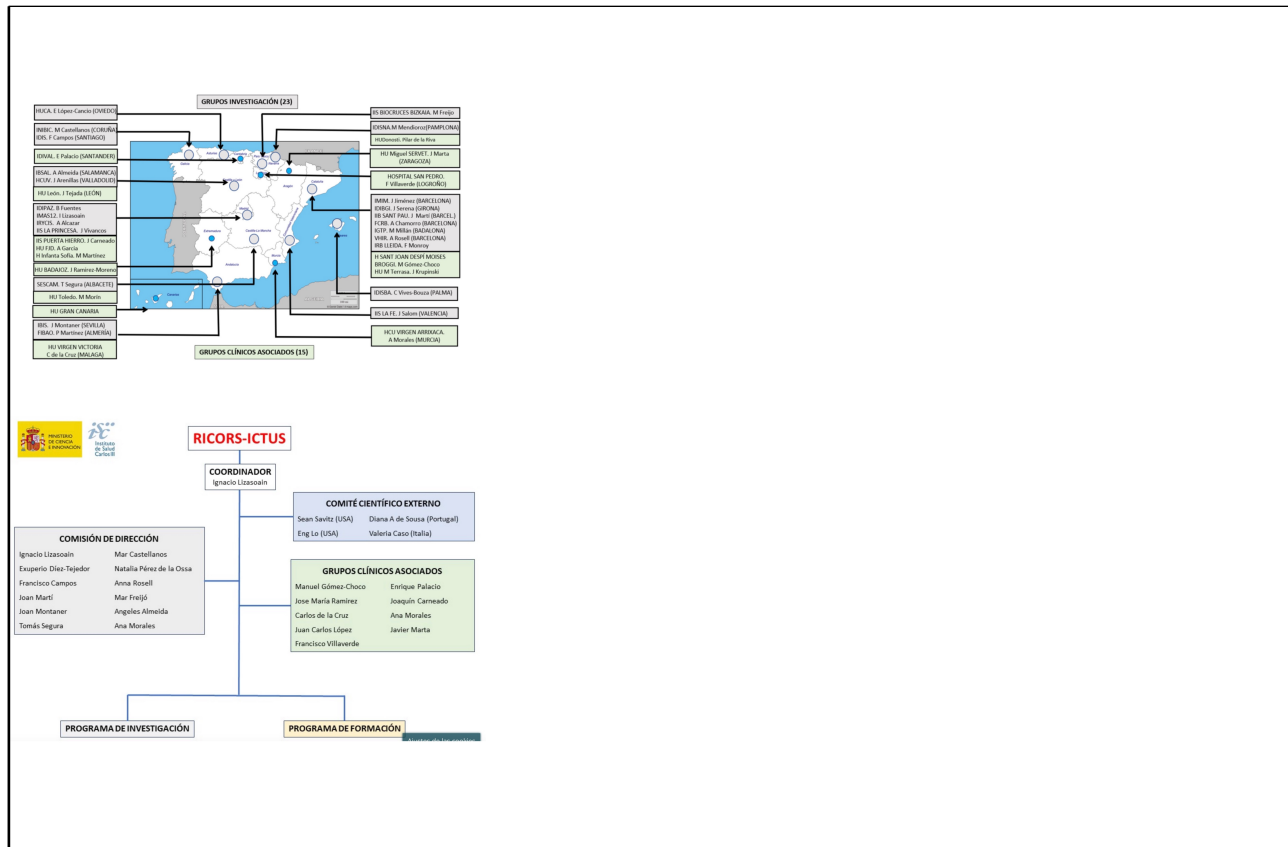 GRUPOS INVESTIGACIÓN (23)
HUCA. E López-Cancio (OVIEDO)
INIBIC. M Castellanos (CORUÑA)
IDIS. F Campos (SANTIAGO)
IDIVAL. E Palacio (SANTANDER)
IBSAL. A Almeida (SALAMANCA)
HCUV. J Arenillas (VALLADOLID)
HU León. J Tejada (LEÓN)
IDIPAZ. B Fuentes
IMAS12. I Lizasoain
IRYCIS. A Alcazar
IIS LA PRINCESA. J Vivancos
IIS PUERTA HIERRO. J Carneado
HU FJD. A García
H Infanta Sofía. M Martínez
HU BADAJOZ. J Ramirez-Moreno
SESCAM. T Segura (ALBACETE)
HU Toledo. M Morín
HU GRAN CANARIA
IBIS. J Montaner (SEVILLA)
FIBAO. P Martínez (ALMERÍA)
HU VIRGEN VICTORIA
C de la Cruz (MALAGA)
IIS BIOCRUCES BIZKAIA. M Freijo
IDISNA.M Mendioroz(PAMPLONA)
HUDonosti. Pilar de la Riva
HU Miguel SERVET. J Marta
(ZARAGOZA)
HOSPITAL SAN PEDRO.
F Villaverde (LOGROÑO)
IMIM. J Jiménez (BARCELONA)
IDIBGI. J Serena (GIRONA)
IIB SANT PAU. J Martí (BARCEL.)
FCRB. A Chamorro (BARCELONA)
IGTP. M Millán (BADALONA)
VHIR. A Rosell (BARCELONA)
IRB LLEIDA. F Monroy
H SANT JOAN DESPÍ MOISES
BROGGI. M Gómez-Choco
HU M Terrasa. J Krupinski
IDISBA. C Vives-Bouza (PALMA)
IIS LA FE. J Salom (VALENCIA)
HCU VIRGEN ARRIXACA.
A Morales (MURCIA)
GRUPOS CLÍNICOS ASOCIADOS (15)
MINISTERIO
DE CIENCIA
E INNOVACIÓN
isc
Instituto
de Salud
Carlos III
RICORS-ICTUS
COORDINADOR
Ignacio Lizasoain
COMITÉ CIENTÍFICO EXTERNO
Sean Savitz (USA) Diana A de Sousa (Portugal)
Eng Lo (USA) Valeria Caso (Italia)
COMISIÓN DE DIRECCIÓN
Ignacio Lizasoain Mar Castellanos
Exuperio Díez-Tejedor Natalia Pérez de la Ossa
Francisco Campos Anna Rosell
Joan Martí Mar Freijó
Joan Montaner Angeles Almeida
Tomás Segura Ana Morales
GRUPOS CLÍNICOS ASOCIADOS
Manuel Gómez-Choco Enrique Palacio
Jose María Ramírez Joaquín Carneado
Carlos de la Cruz Ana Morales
Juan Carlos López Javier Marta
Francisco Villaverde
PROGRAMA DE INVESTIGACIÓN
PROGRAMA DE FORMACIÓN